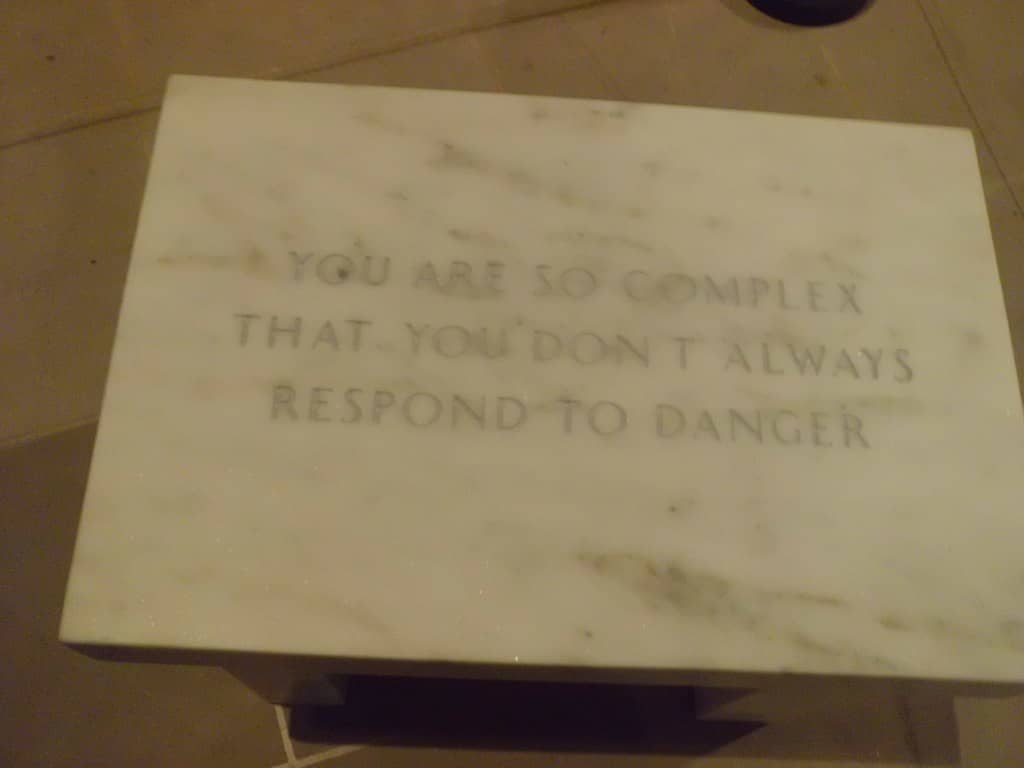 YOU ARE SO COMPLEX
THAT YOU DON'T ALWAYS
RESPOND TO DANGER